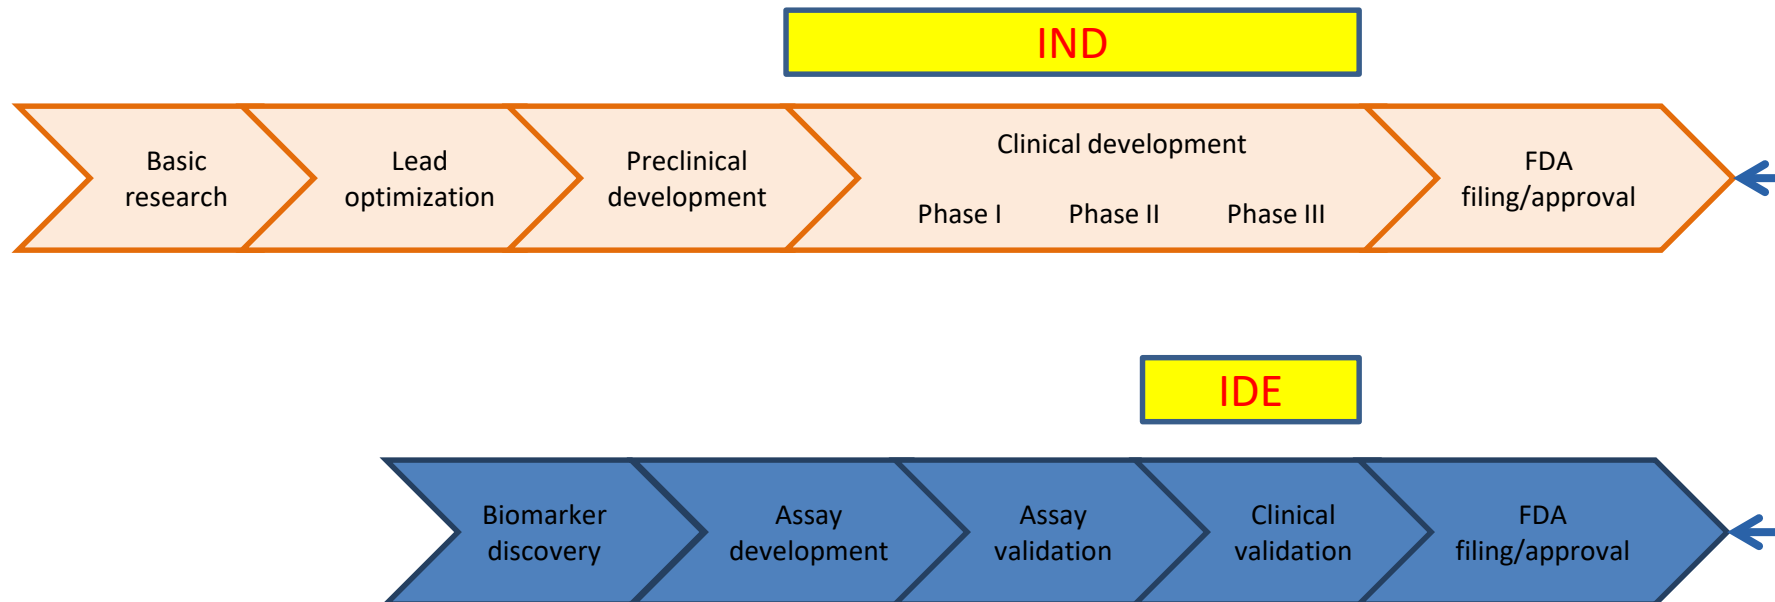 IND
Basic
research
Lead
optimization
Preclinical
development
Clinical development
Phase I Phase II Phase III
FDA
filing/approval
IDE
Biomarker
discovery
Assay
development
Assay
validation
Clinical
validation
FDA
filing/approval